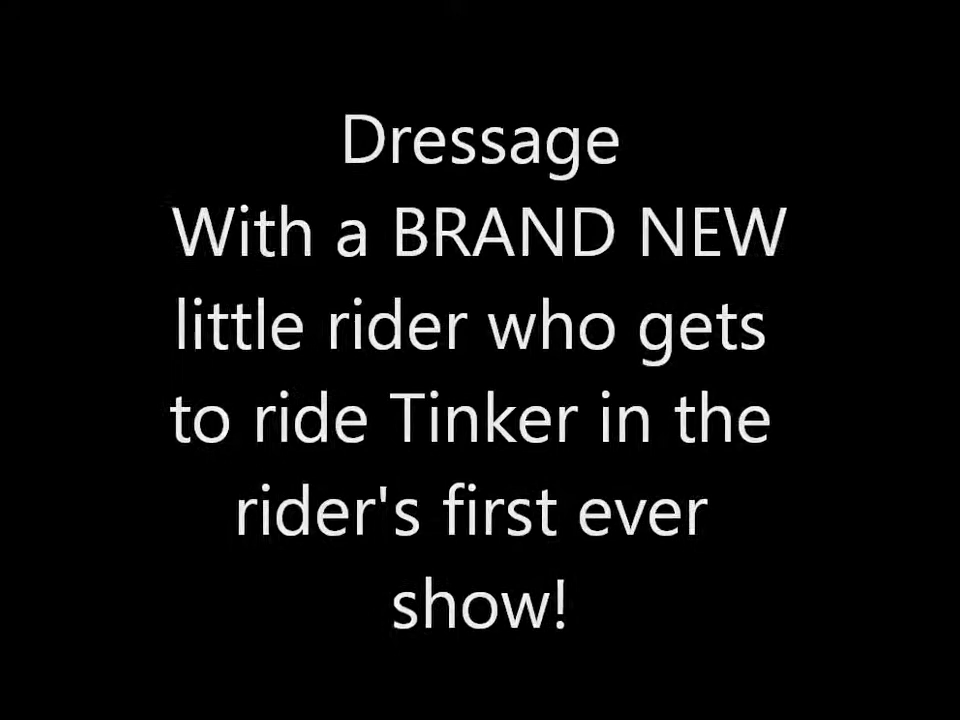 Dressage
With a BRAND NEW
little rider who gets
to ride Tinker in the
rider's first ever
show!